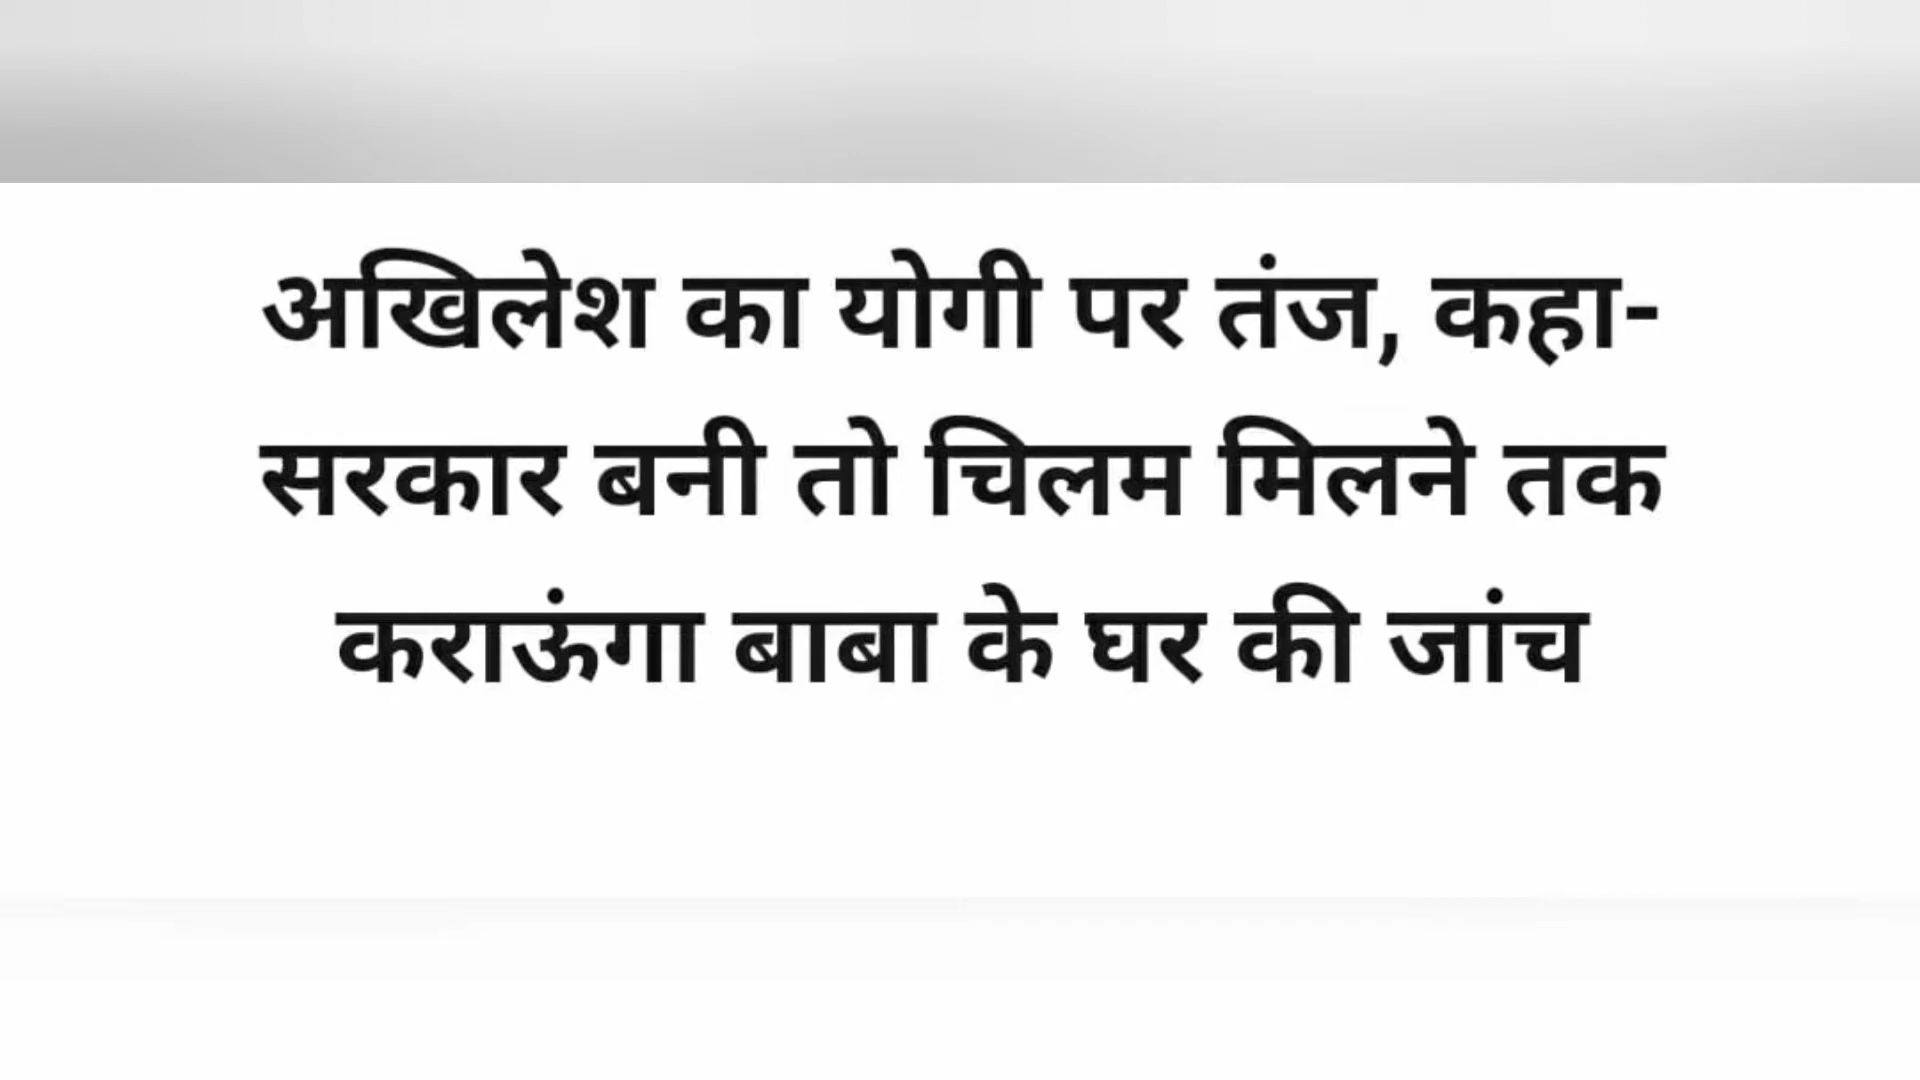 अखिलेश का योगी पर तंज, कहा-
सरकार बनी तो चिलम मिलने तक
कराऊंगा बाबा के घर की जांच